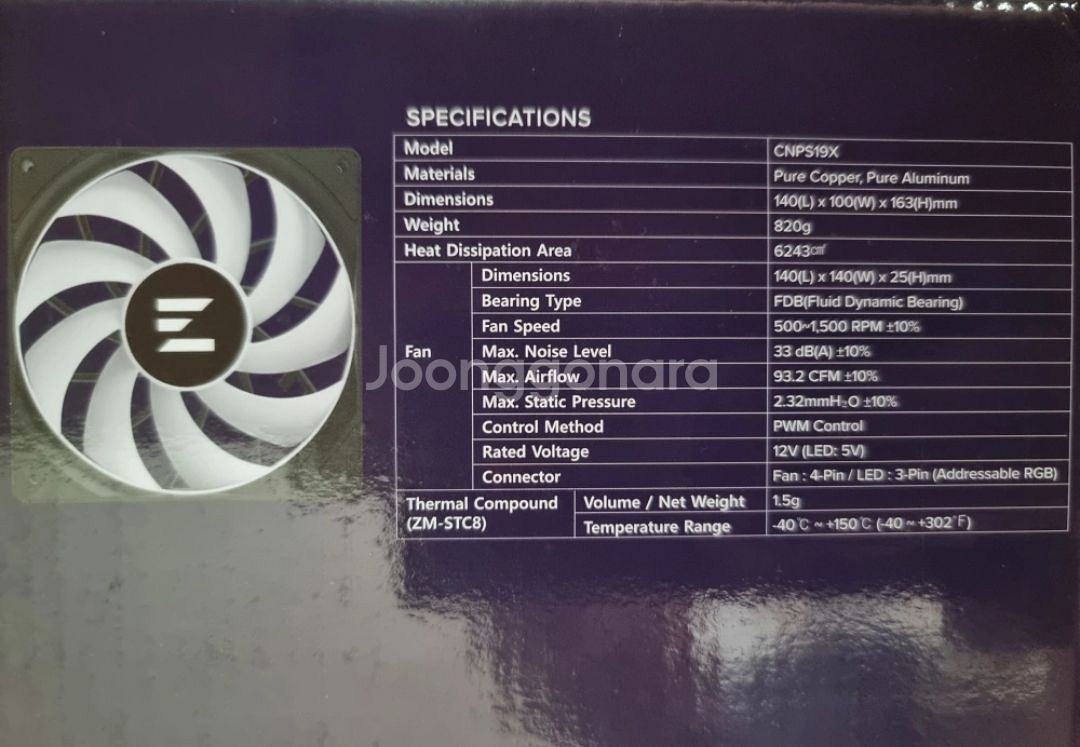 SPECIFICATIONS
Model CNPS19X
Materials Pure Copper, Pure Aluminum
Dimensions 140(L) x 100(W) x 163(H)mm
Weight 820g
Heat Dissipation Area 6243㎠
Fan
Dimensions 140(L) x 140(W) x 25(H)mm
Bearing Type FDB(Fluid Dynamic Bearing)
Fan Speed 500~1,500 RPM ±10%
Max. Noise Level 33 dB(A) ±10%
Max. Airflow 93.2 CFM ±10%
Max. Static Pressure 2.32mmH₂O ±10%
Control Method PWM Control
Rated Voltage 12V (LED: 5V)
Connector Fan : 4-Pin / LED : 3-Pin (Addressable RGB)
Thermal Compound
(ZM-STC8)
Volume / Net Weight 1.5g
Temperature Range -40℃ ~ +150℃ (-40 ~ +302℉)
Joonggonara